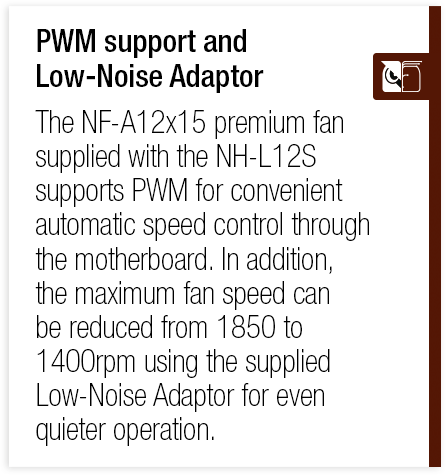 PWM support and
Low-Noise Adaptor
The NF-A12x15 premium fan
supplied with the NH-L12S
supports PWM for convenient
automatic speed control through
the motherboard. In addition,
the maximum fan speed can
be reduced from 1850 to
1400rpm using the supplied
Low-Noise Adaptor for even
quieter operation.